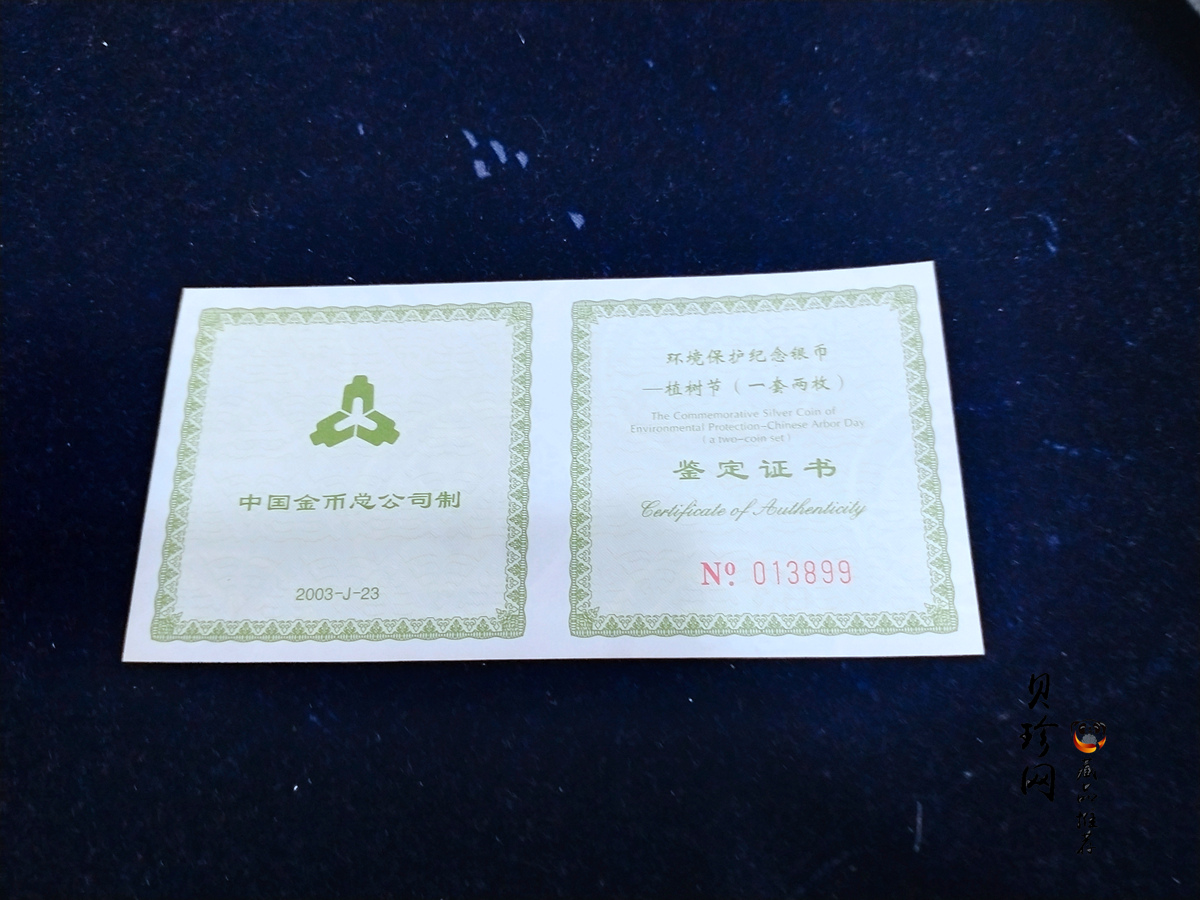 中国金币总公司制
2003-J-23
环境保护纪念银币
—植树节（一套两枚）
The Commemorative Silver Coin of
Environmental Protection-Chinese Arbor Day
(a two-coin set)
鉴定证书
Certificate of Authenticity
Nº 013899
贝珍网